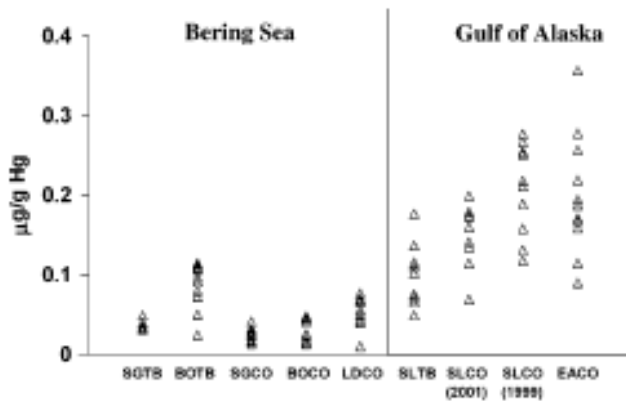 Bering Sea
Gulf of Alaska
0.4
0.3
0.2
0.1
0
µg/g Hg
SGTB
BOTB
SGCO
BOCO
LDCO
SLTB
SLCO
(2001)
SLCO
(1999)
EACO